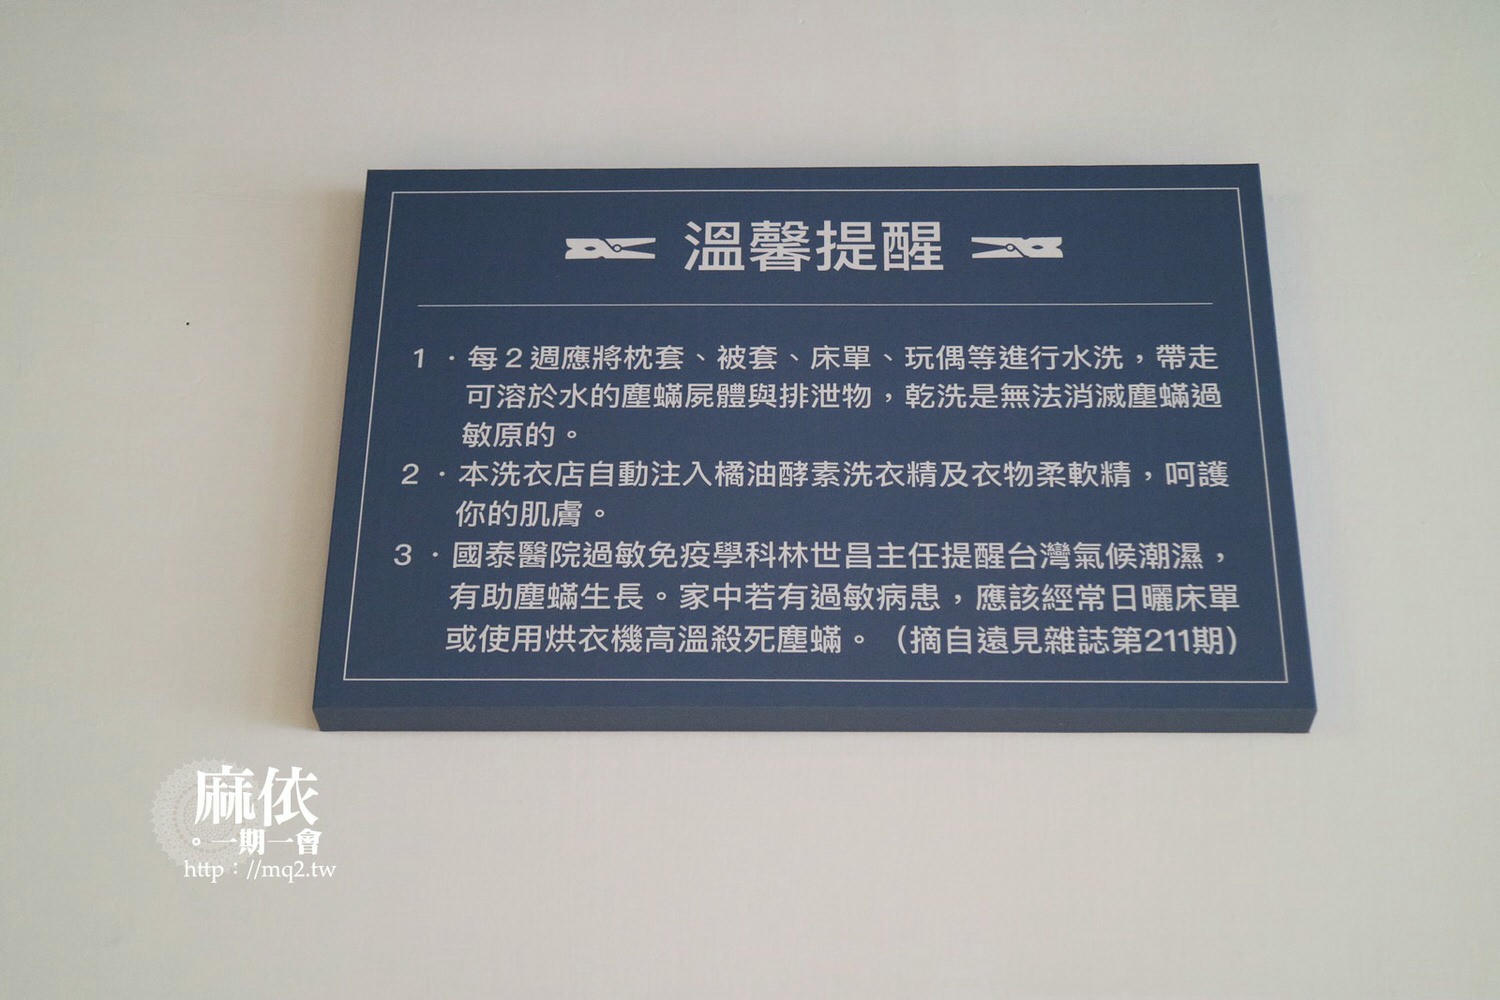 溫馨提醒
1．每2週應將枕套、被套、床單、玩偶等進行水洗，帶走
可溶於水的塵蟎屍體與排泄物，乾洗是無法消滅塵蟎過
敏原的。
2．本洗衣店自動注入橘油酵素洗衣精及衣物柔軟精，呵護
你的肌膚。
3．國泰醫院過敏免疫學科林世昌主任提醒台灣氣候潮濕，
有助塵蟎生長。家中若有過敏病患，應該經常日曬床單
或使用烘衣機高溫殺死塵蟎。（摘自遠見雜誌第211期）
麻依
。一期一會
http：//mq2.tw